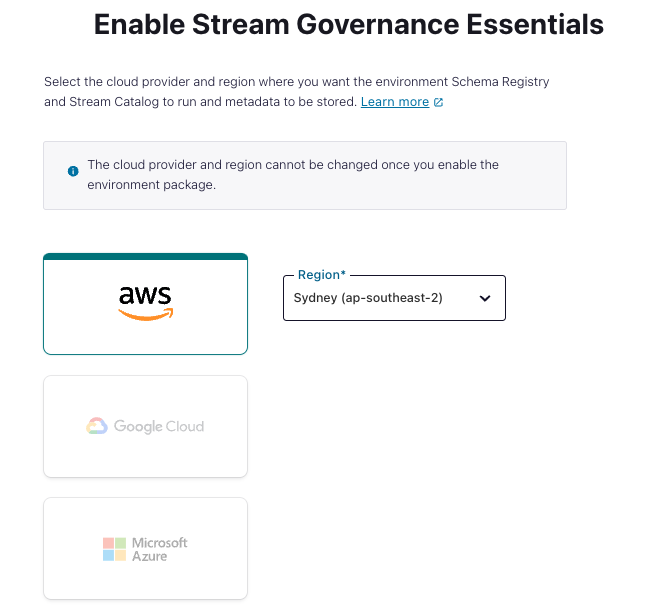 Enable Stream Governance Essentials
Select the cloud provider and region where you want the environment Schema Registry
and Stream Catalog to run and metadata to be stored. Learn more
The cloud provider and region cannot be changed once you enable the
environment package.
aws
Region*
Sydney (ap-southeast-2)
Google Cloud
Microsoft
Azure